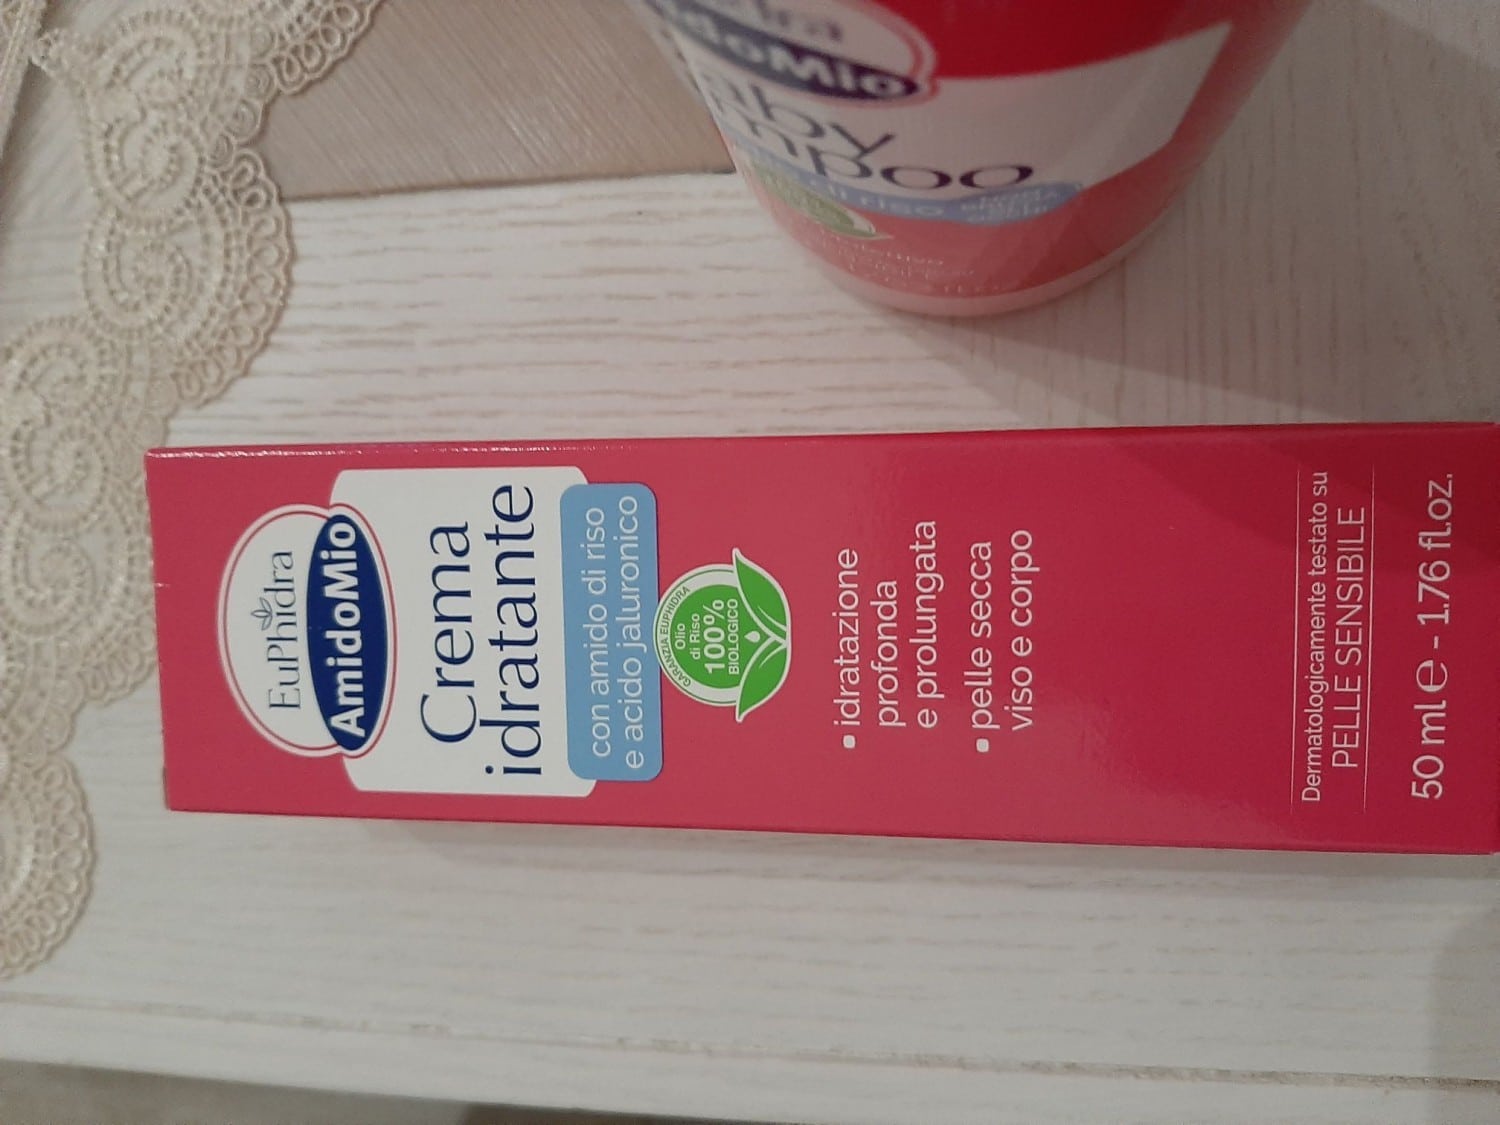 AmidoMio
Baby
Shampoo
di riso
EuPhidra
AmidoMio
Crema
idratante
con amido di riso
e acido jaluronico
GARANZIA EUPHIDRA
Olio
di Riso
100%
BIOLOGICO
• idratazione
profonda
e prolungata
• pelle secca
viso e corpo
Dermatologicamente testato su
PELLE SENSIBILE
50 ml e - 1.76 fl.oz.